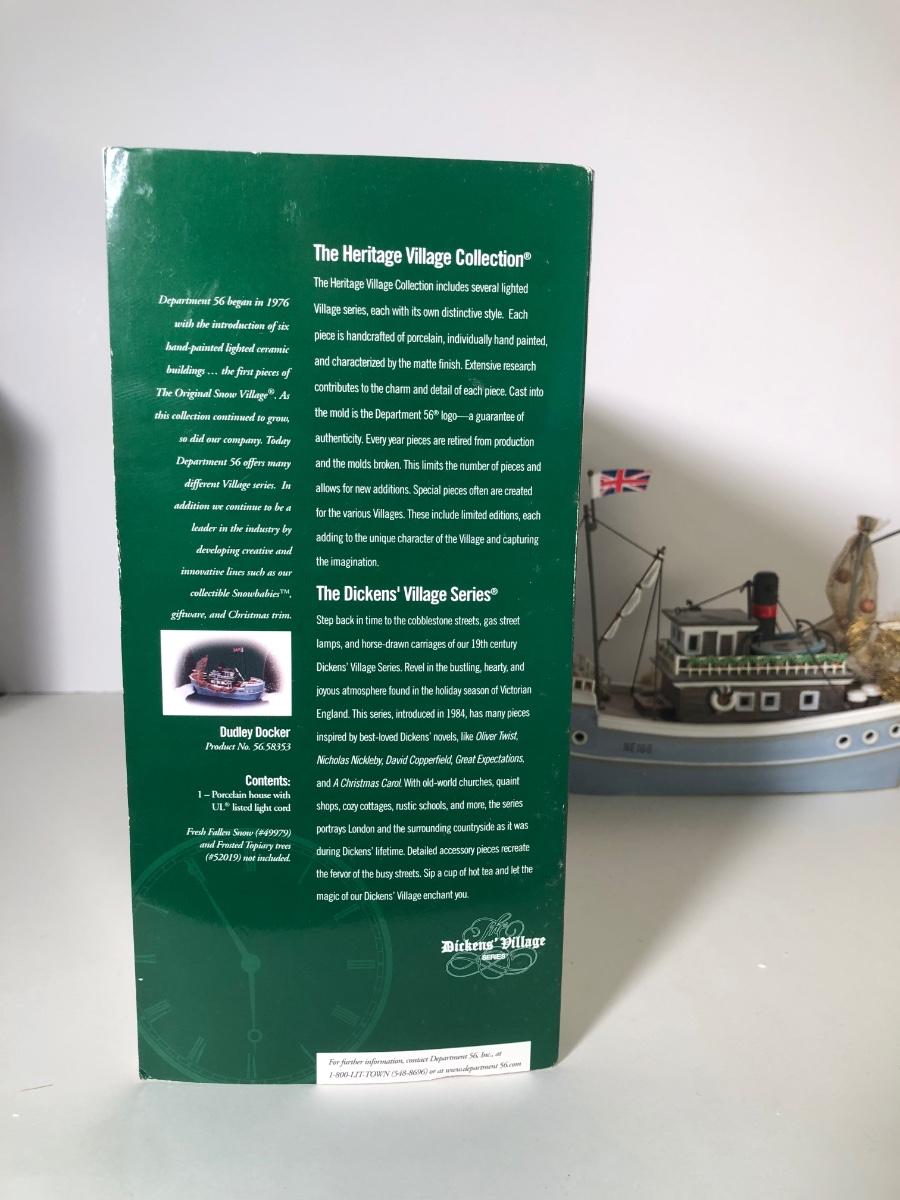 Department 56 began in 1976
with the introduction of six
hand-painted lighted ceramic
buildings … the first pieces of
The Original Snow Village®. As
this collection continued to grow,
so did our company. Today
Department 56 offers many
different Village series. In
addition we continue to be a
leader in the industry by
developing creative and
innovative lines such as our
collectible Snowbabies™,
giftware, and Christmas trim.
Dudley Docker
Product No. 56.58353
Contents:
1 – Porcelain house with
UL® listed light cord
Fresh Fallen Snow (#49979)
and Frosted Topiary trees
(#52019) not included.
The Heritage Village Collection®
The Heritage Village Collection includes several lighted
Village series, each with its own distinctive style. Each
piece is handcrafted of porcelain, individually hand painted,
and characterized by the matte finish. Extensive research
contributes to the charm and detail of each piece. Cast into
the mold is the Department 56® logo—a guarantee of
authenticity. Every year pieces are retired from production
and the molds broken. This limits the number of pieces and
allows for new additions. Special pieces often are created
for the various Villages. These include limited editions, each
adding to the unique character of the Village and capturing
the imagination.
The Dickens' Village Series®
Step back in time to the cobblestone streets, gas street
lamps, and horse-drawn carriages of our 19th century
Dickens' Village Series. Revel in the bustling, hearty, and
joyous atmosphere found in the holiday season of Victorian
England. This series, introduced in 1984, has many pieces
inspired by best-loved Dickens' novels, like Oliver Twist,
Nicholas Nickleby, David Copperfield, Great Expectations,
and A Christmas Carol. With old-world churches, quaint
shops, cozy cottages, rustic schools, and more, the series
portrays London and the surrounding countryside as it was
during Dickens' lifetime. Detailed accessory pieces recreate
the fervor of the busy streets. Sip a cup of hot tea and let the
magic of our Dickens' Village enchant you.
The
Dickens' Village
SERIES
For further information, contact Department 56, Inc., at
1-800-LIT-TOWN (548-8696) or at www.department 56.com